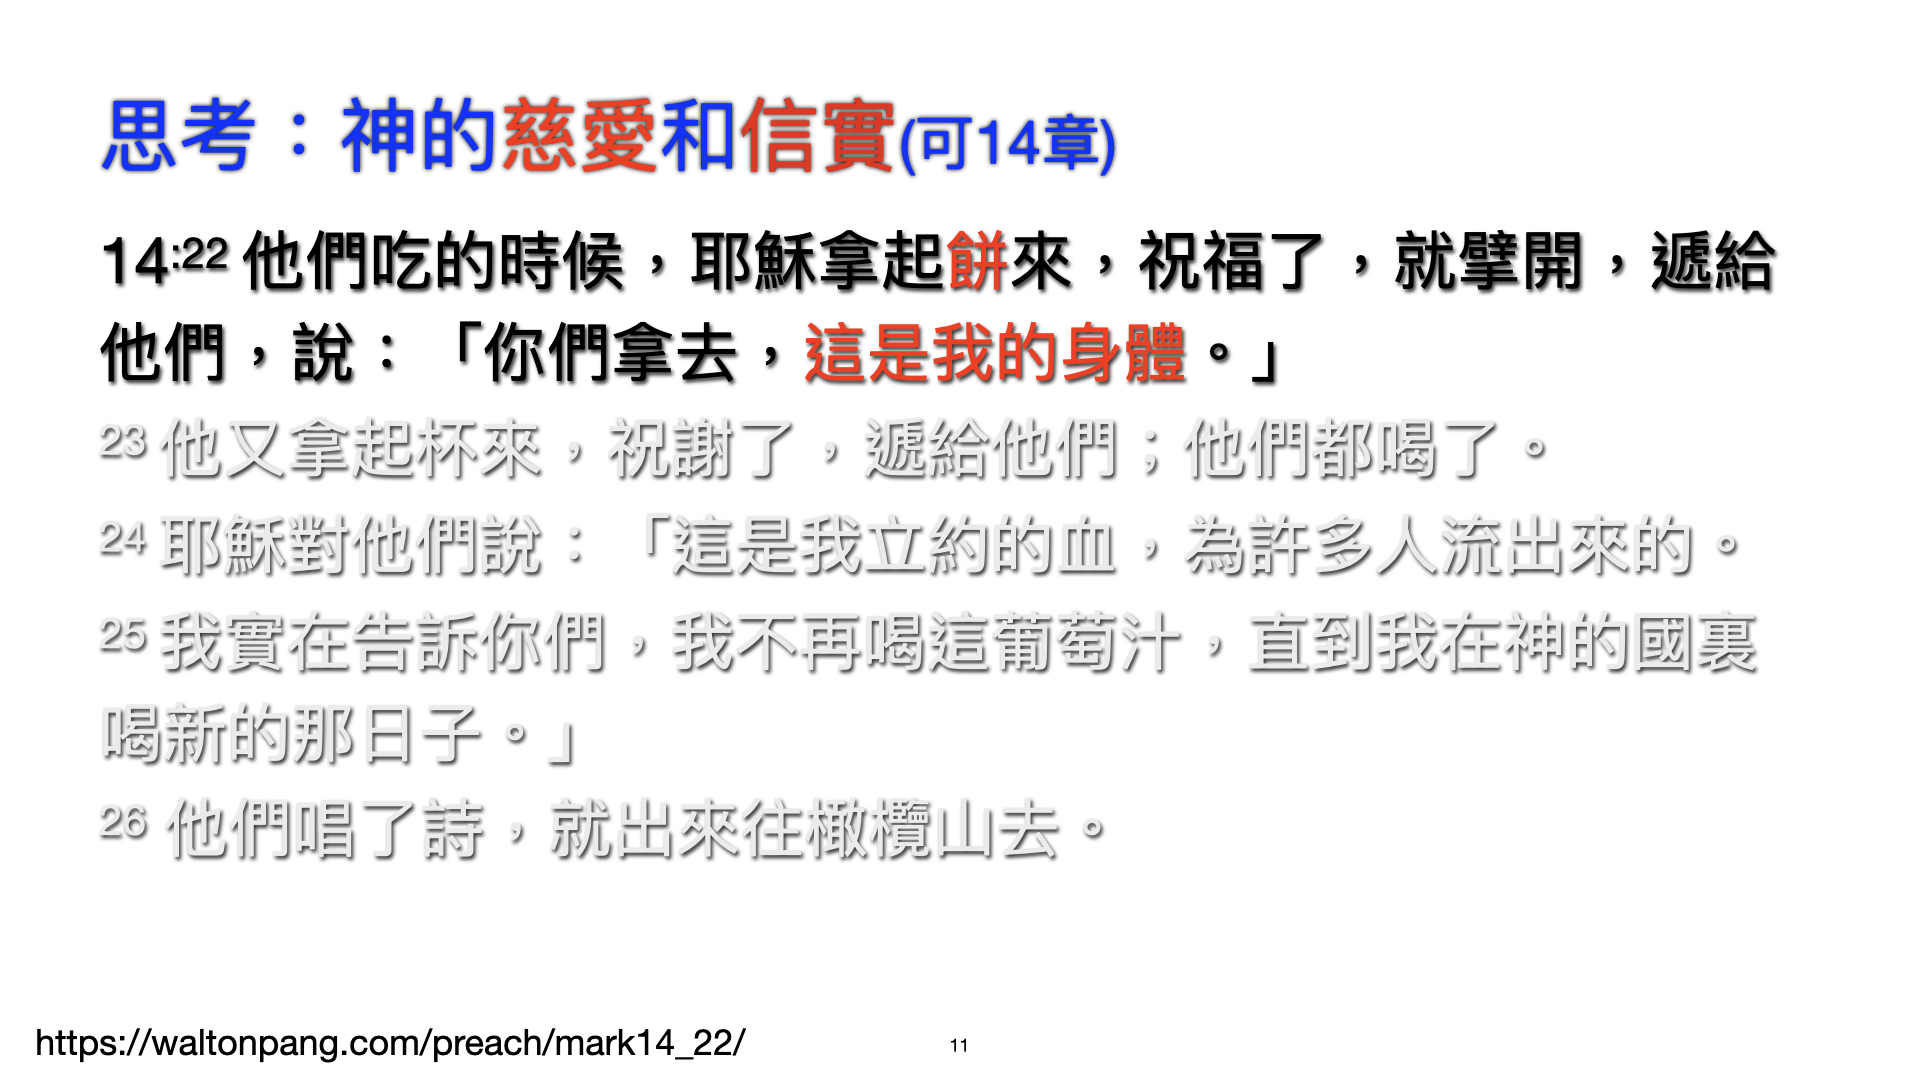 思考：神的慈愛和信實(可14章)
14:22 他們吃的時候，耶穌拿起餅來，祝福了，就擘開，遞給
他們，說：「你們拿去，這是我的身體。」
23 他又拿起杯來，祝謝了，遞給他們；他們都喝了。
24 耶穌對他們說：「這是我立約的血，為許多人流出來的。
25 我實在告訴你們，我不再喝這葡萄汁，直到我在神的國裏
喝新的那日子。」
26 他們唱了詩，就出來往橄欖山去。
https://waltonpang.com/preach/mark14_22/
11